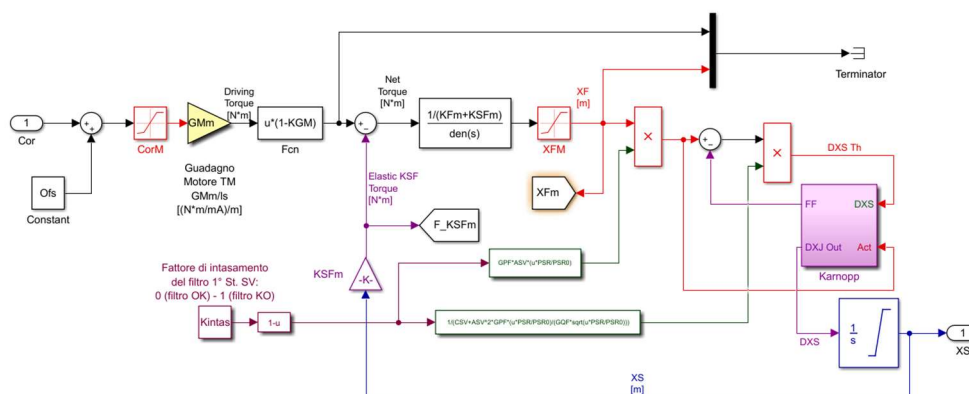 1
Cor
Ofs
Constant
CorM
GMm
Guadagno
Motore TM
GMm/Is
[(N*m/mA)/m]
Driving
Torque
[N*m]
u*(1-KGM)
Fcn
Net
Torque
[N*m]
1/(KFm+KSFm)
den(s)
XFM
XF
[m]
XFm
×
×
Terminator
DXS Th
FF
DXS
DXJ Out
Act
Karnopp
Elastic KSF
Torque
[N*m]
F_KSFm
KSFm
-K-
GPF*ASV*(u*PSR/PSR0)
Fattore di intasamento
del filtro 1° St. SV:
0 (filtro OK) - 1 (filtro KO)
Kintas
1-u
1/(CSV+ASV^2*GPF*(u*PSR/PSR0)/(GQF*sqrt(u*PSR/PSR0)))
DXS
1
s
1
XS
XS
[m]